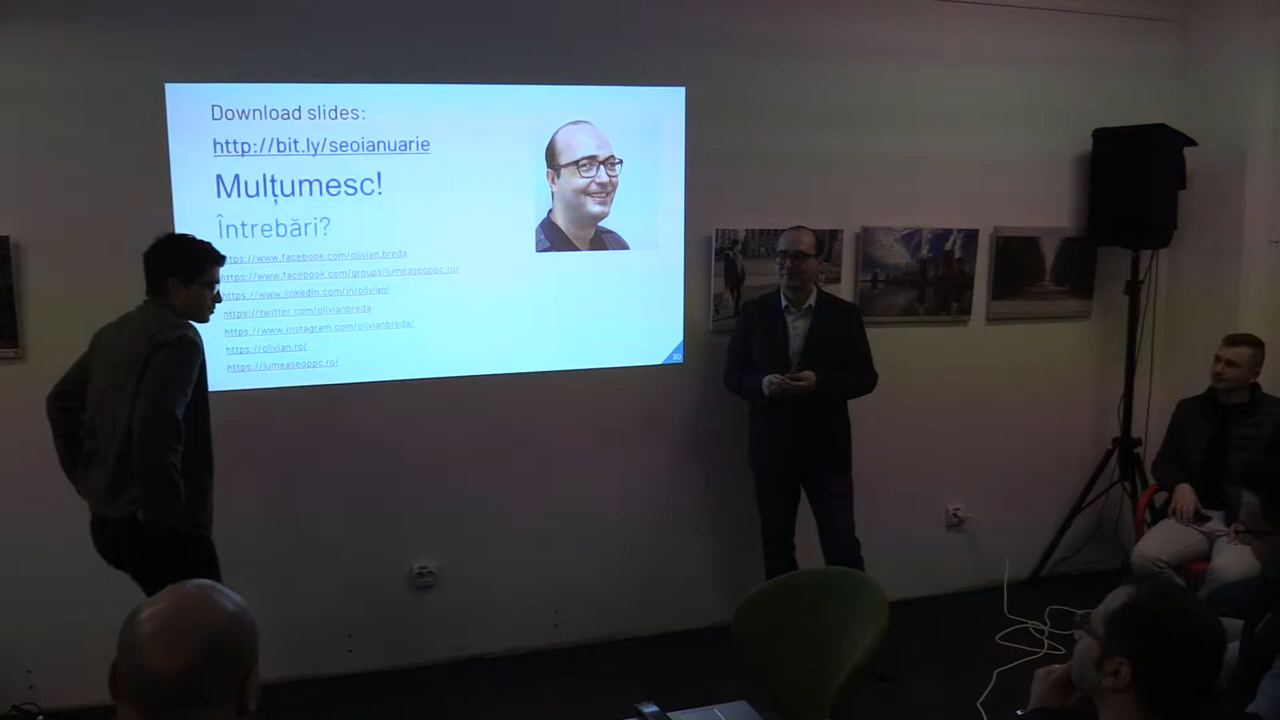 Download slides:
http://bit.ly/seoianuarie
Mulțumesc!
Întrebări?
https://www.facebook.com/olivian.breda
https://www.facebook.com/groups/lumeaseoppc.ro/
https://www.linkedin.com/in/olivian/
https://twitter.com/olivianbreda
https://www.instagram.com/olivianbreda/
https://olivian.ro/
https://lumeaseoppc.ro/
80